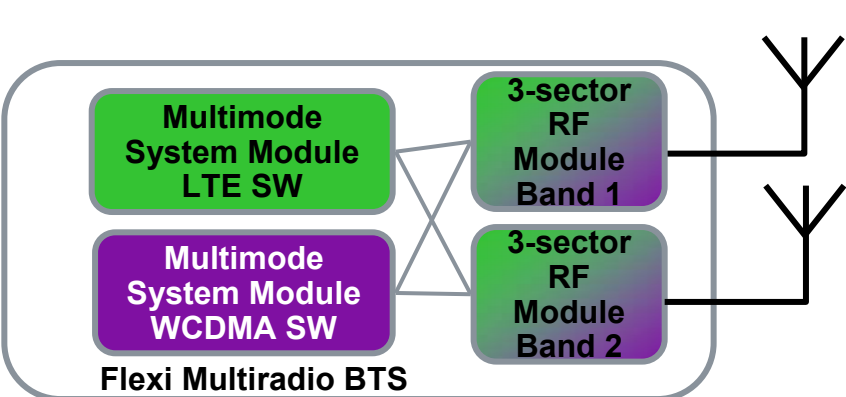 Multimode
System Module
LTE SW
3-sector
RF
Module
Band 1
Multimode
System Module
WCDMA SW
3-sector
RF
Module
Band 2
Flexi Multiradio BTS